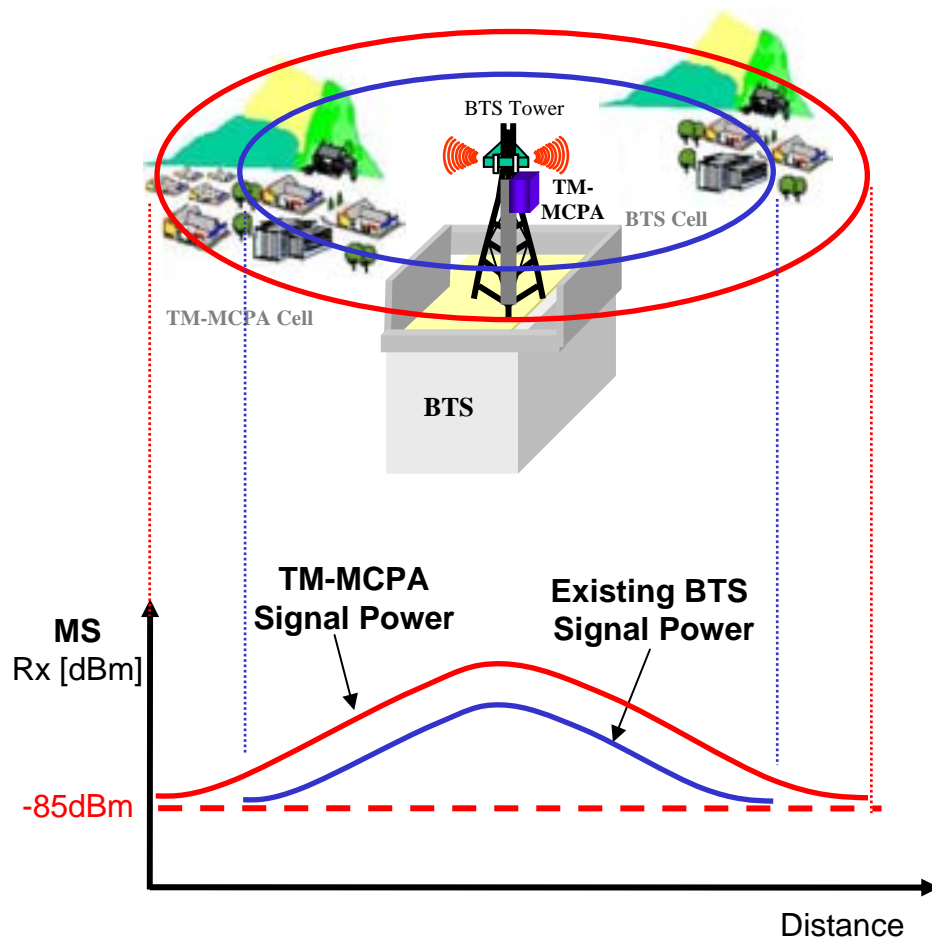 BTS Tower
TM-
MCPA
BTS Cell
TM-MCPA Cell
BTS
TM-MCPA
Signal Power
Existing BTS
Signal Power
MS
Rx [dBm]
-85dBm
Distance